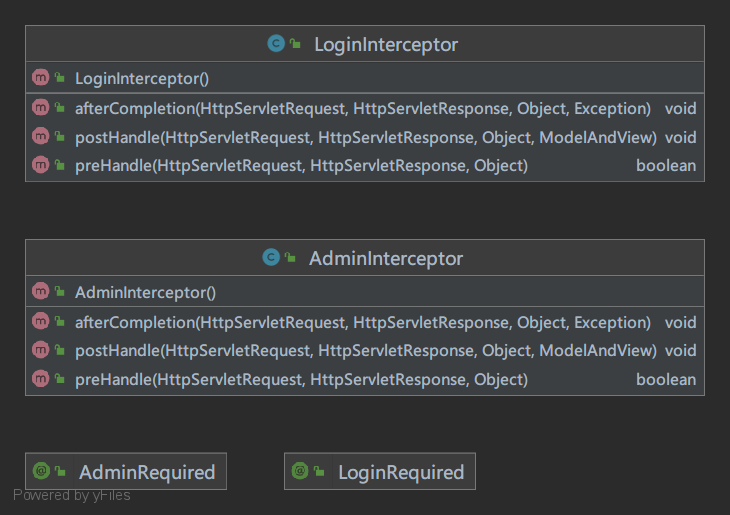 LoginInterceptor
LoginInterceptor()
afterCompletion(HttpServletRequest, HttpServletResponse, Object, Exception) void
postHandle(HttpServletRequest, HttpServletResponse, Object, ModelAndView) void
preHandle(HttpServletRequest, HttpServletResponse, Object) boolean
AdminInterceptor
AdminInterceptor()
afterCompletion(HttpServletRequest, HttpServletResponse, Object, Exception) void
postHandle(HttpServletRequest, HttpServletResponse, Object, ModelAndView) void
preHandle(HttpServletRequest, HttpServletResponse, Object) boolean
AdminRequired LoginRequired
Powered by yFiles